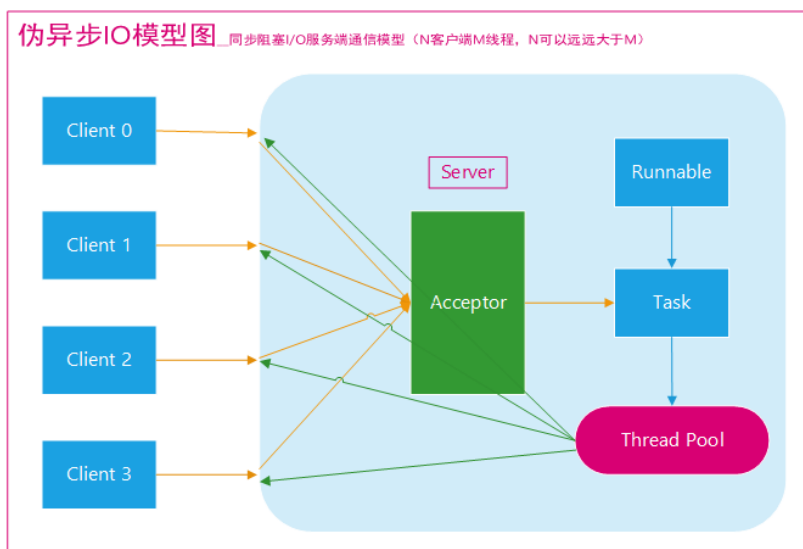 伪异步IO模型图__同步阻塞I/O服务端通信模型（N客户端M线程，N可以远远大于M）
Client 0
Server
Runnable
Client 1
Acceptor
Task
Client 2
Thread Pool
Client 3